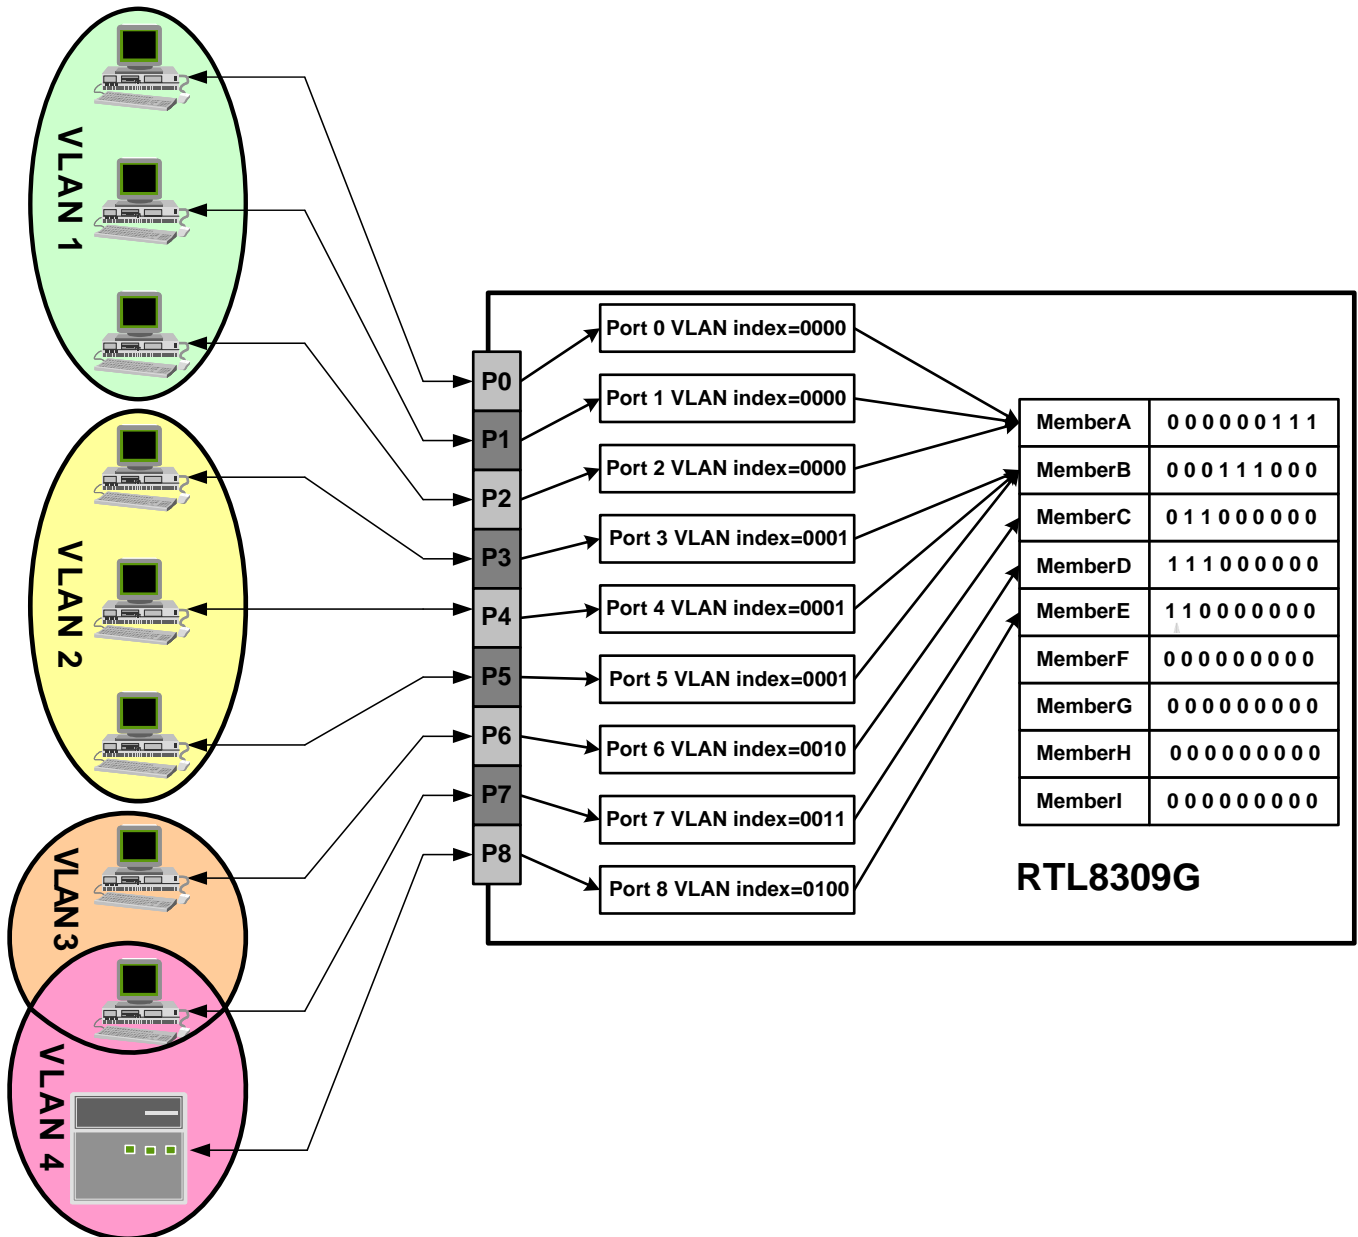 VLAN 1
VLAN 2
VLAN3
VLAN 4
P0
P1
P2
P3
P4
P5
P6
P7
P8
Port 0 VLAN index=0000
Port 1 VLAN index=0000
Port 2 VLAN index=0000
Port 3 VLAN index=0001
Port 4 VLAN index=0001
Port 5 VLAN index=0001
Port 6 VLAN index=0010
Port 7 VLAN index=0011
Port 8 VLAN index=0100
MemberA 0 0 0 0 0 0 1 1 1
MemberB 0 0 0 1 1 1 0 0 0
MemberC 0 1 1 0 0 0 0 0 0
MemberD 1 1 1 0 0 0 0 0 0
MemberE 1 1 0 0 0 0 0 0 0
MemberF 0 0 0 0 0 0 0 0 0
MemberG 0 0 0 0 0 0 0 0 0
MemberH 0 0 0 0 0 0 0 0 0
MemberI 0 0 0 0 0 0 0 0 0
RTL8309G